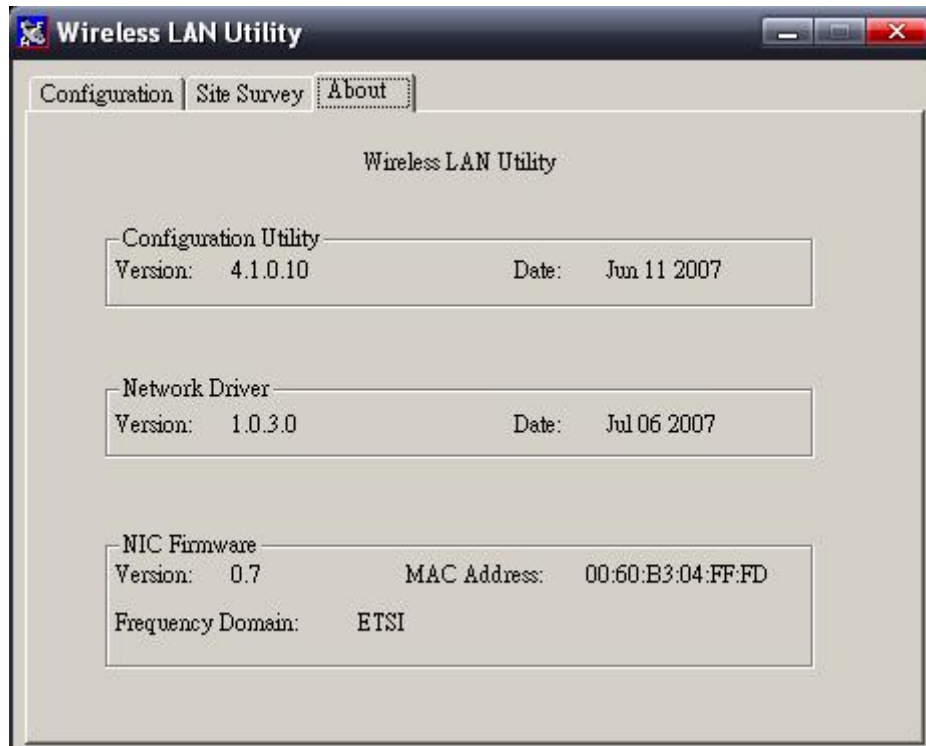 Wireless LAN Utility
Configuration Site Survey About
Wireless LAN Utility
Configuration Utility
Version: 4.1.0.10 Date: Jun 11 2007
Network Driver
Version: 1.0.3.0 Date: Jul 06 2007
NIC Firmware
Version: 0.7 MAC Address: 00:60:B3:04:FF:FD
Frequency Domain: ETSI